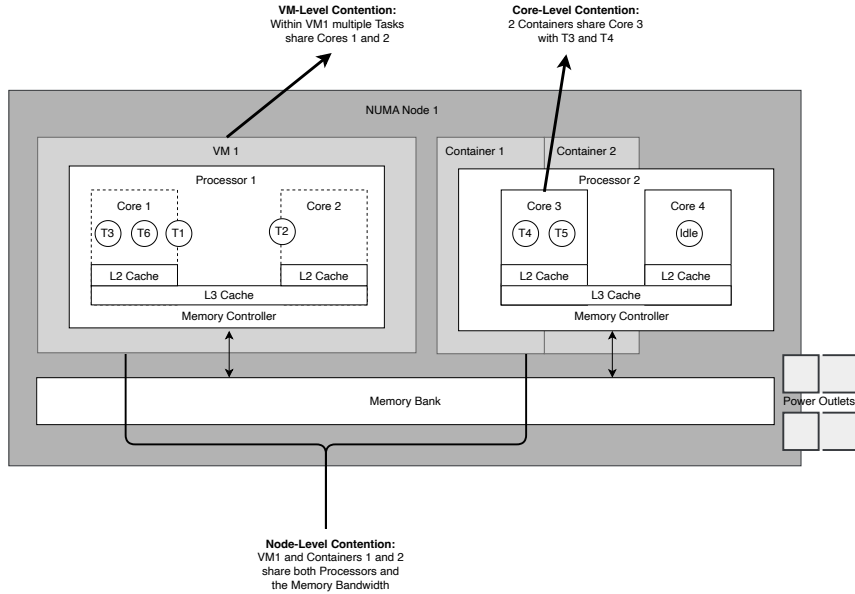 VM-Level Contention:
Within VM1 multiple Tasks
share Cores 1 and 2
Core-Level Contention:
2 Containers share Core 3
with T3 and T4
NUMA Node 1
VM 1
Container 1
Container 2
Processor 1
Processor 2
Core 1
Core 2
Core 3
Core 4
T3
T6
T1
T2
T4
T5
Idle
L2 Cache
L2 Cache
L2 Cache
L2 Cache
L3 Cache
L3 Cache
Memory Controller
Memory Controller
Memory Bank
Power Outlets
Node-Level Contention:
VM1 and Containers 1 and 2
share both Processors and
the Memory Bandwidth